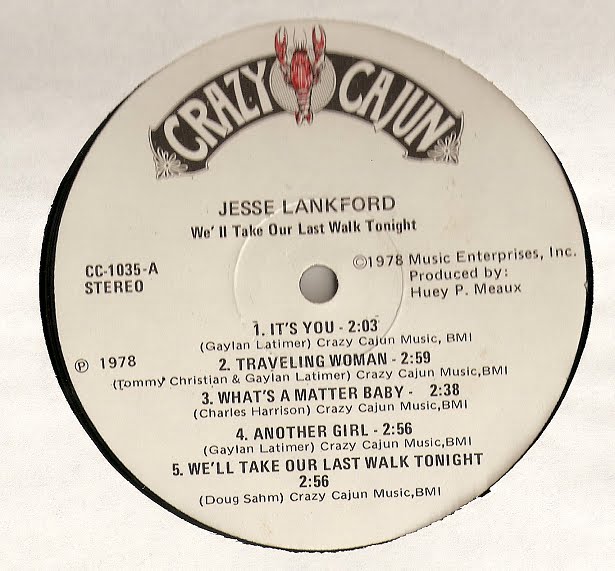 CRAZY CAJUN
JESSE LANKFORD
We' ll Take Our Last Walk Tonight
CC-1035-A
STEREO
©1978 Music Enterprises, Inc.
Produced by:
Huey P. Meaux
℗ 1978
1. IT'S YOU - 2:03
(Gaylan Latimer) Crazy Cajun Music, BMI
2. TRAVELING WOMAN - 2:59
(Tommy Christian & Gaylan Latimer) Crazy Cajun Music,BMI
3. WHAT'S A MATTER BABY - 2:38
(Charles Harrison) Crazy Cajun Music,BMI
4. ANOTHER GIRL - 2:56
(Gaylan Latimer) Crazy Cajun Music,BMI
5. WE'LL TAKE OUR LAST WALK TONIGHT
2:56
(Doug Sahm) Crazy Cajun Music,BMI